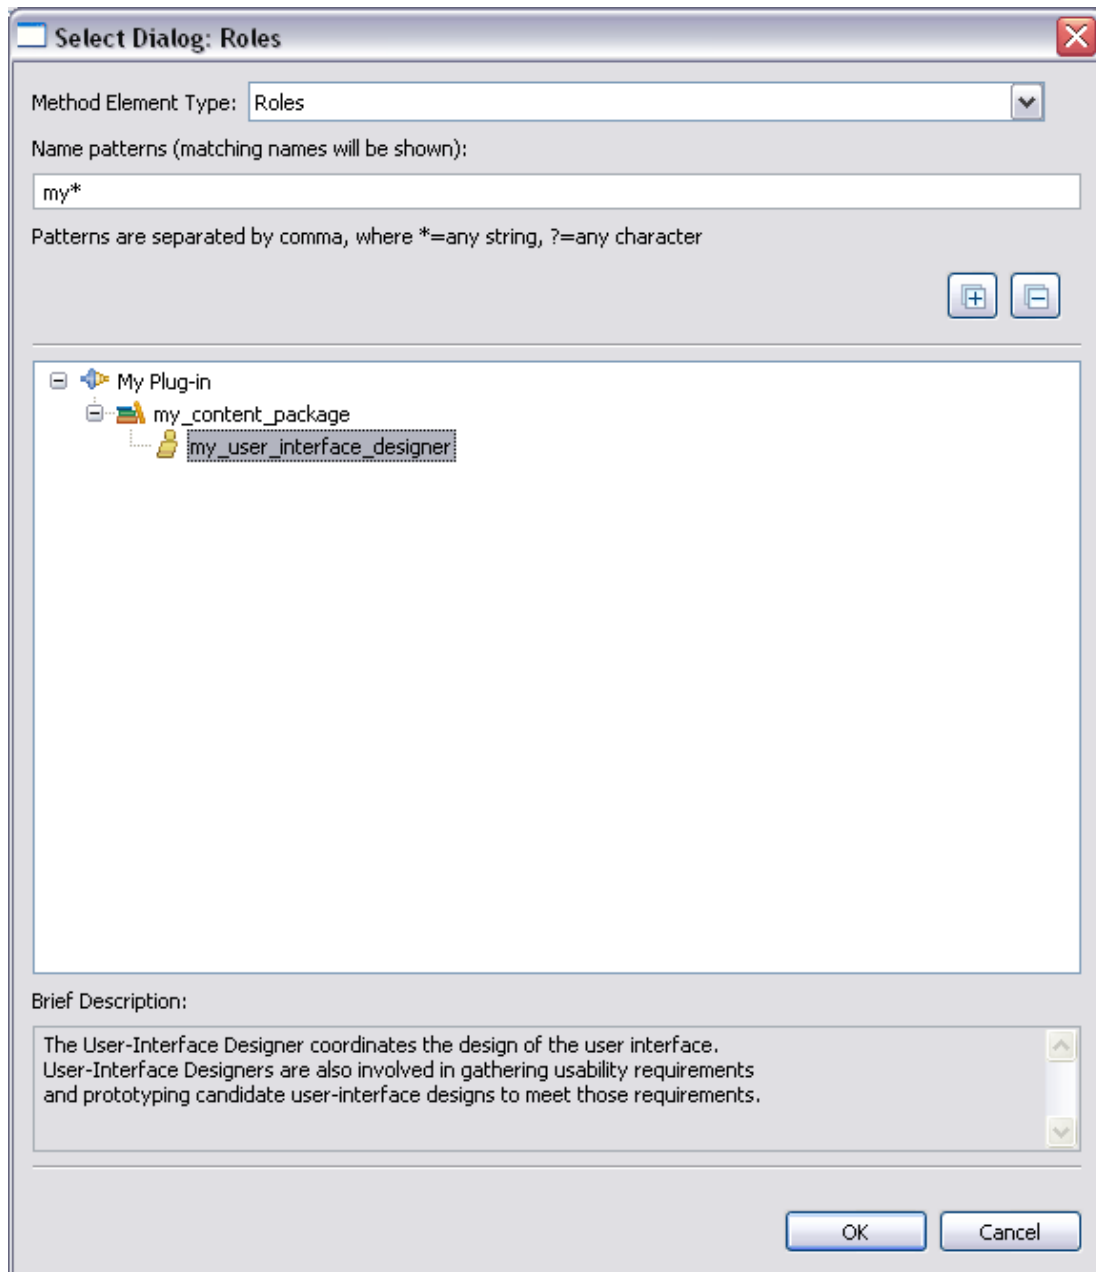 Select Dialog: Roles
Method Element Type: Roles
Name patterns (matching names will be shown):
my*
Patterns are separated by comma, where *=any string, ?=any character
My Plug-in
my_content_package
my_user_interface_designer
Brief Description:
The User-Interface Designer coordinates the design of the user interface.
User-Interface Designers are also involved in gathering usability requirements
and prototyping candidate user-interface designs to meet those requirements.
OK Cancel